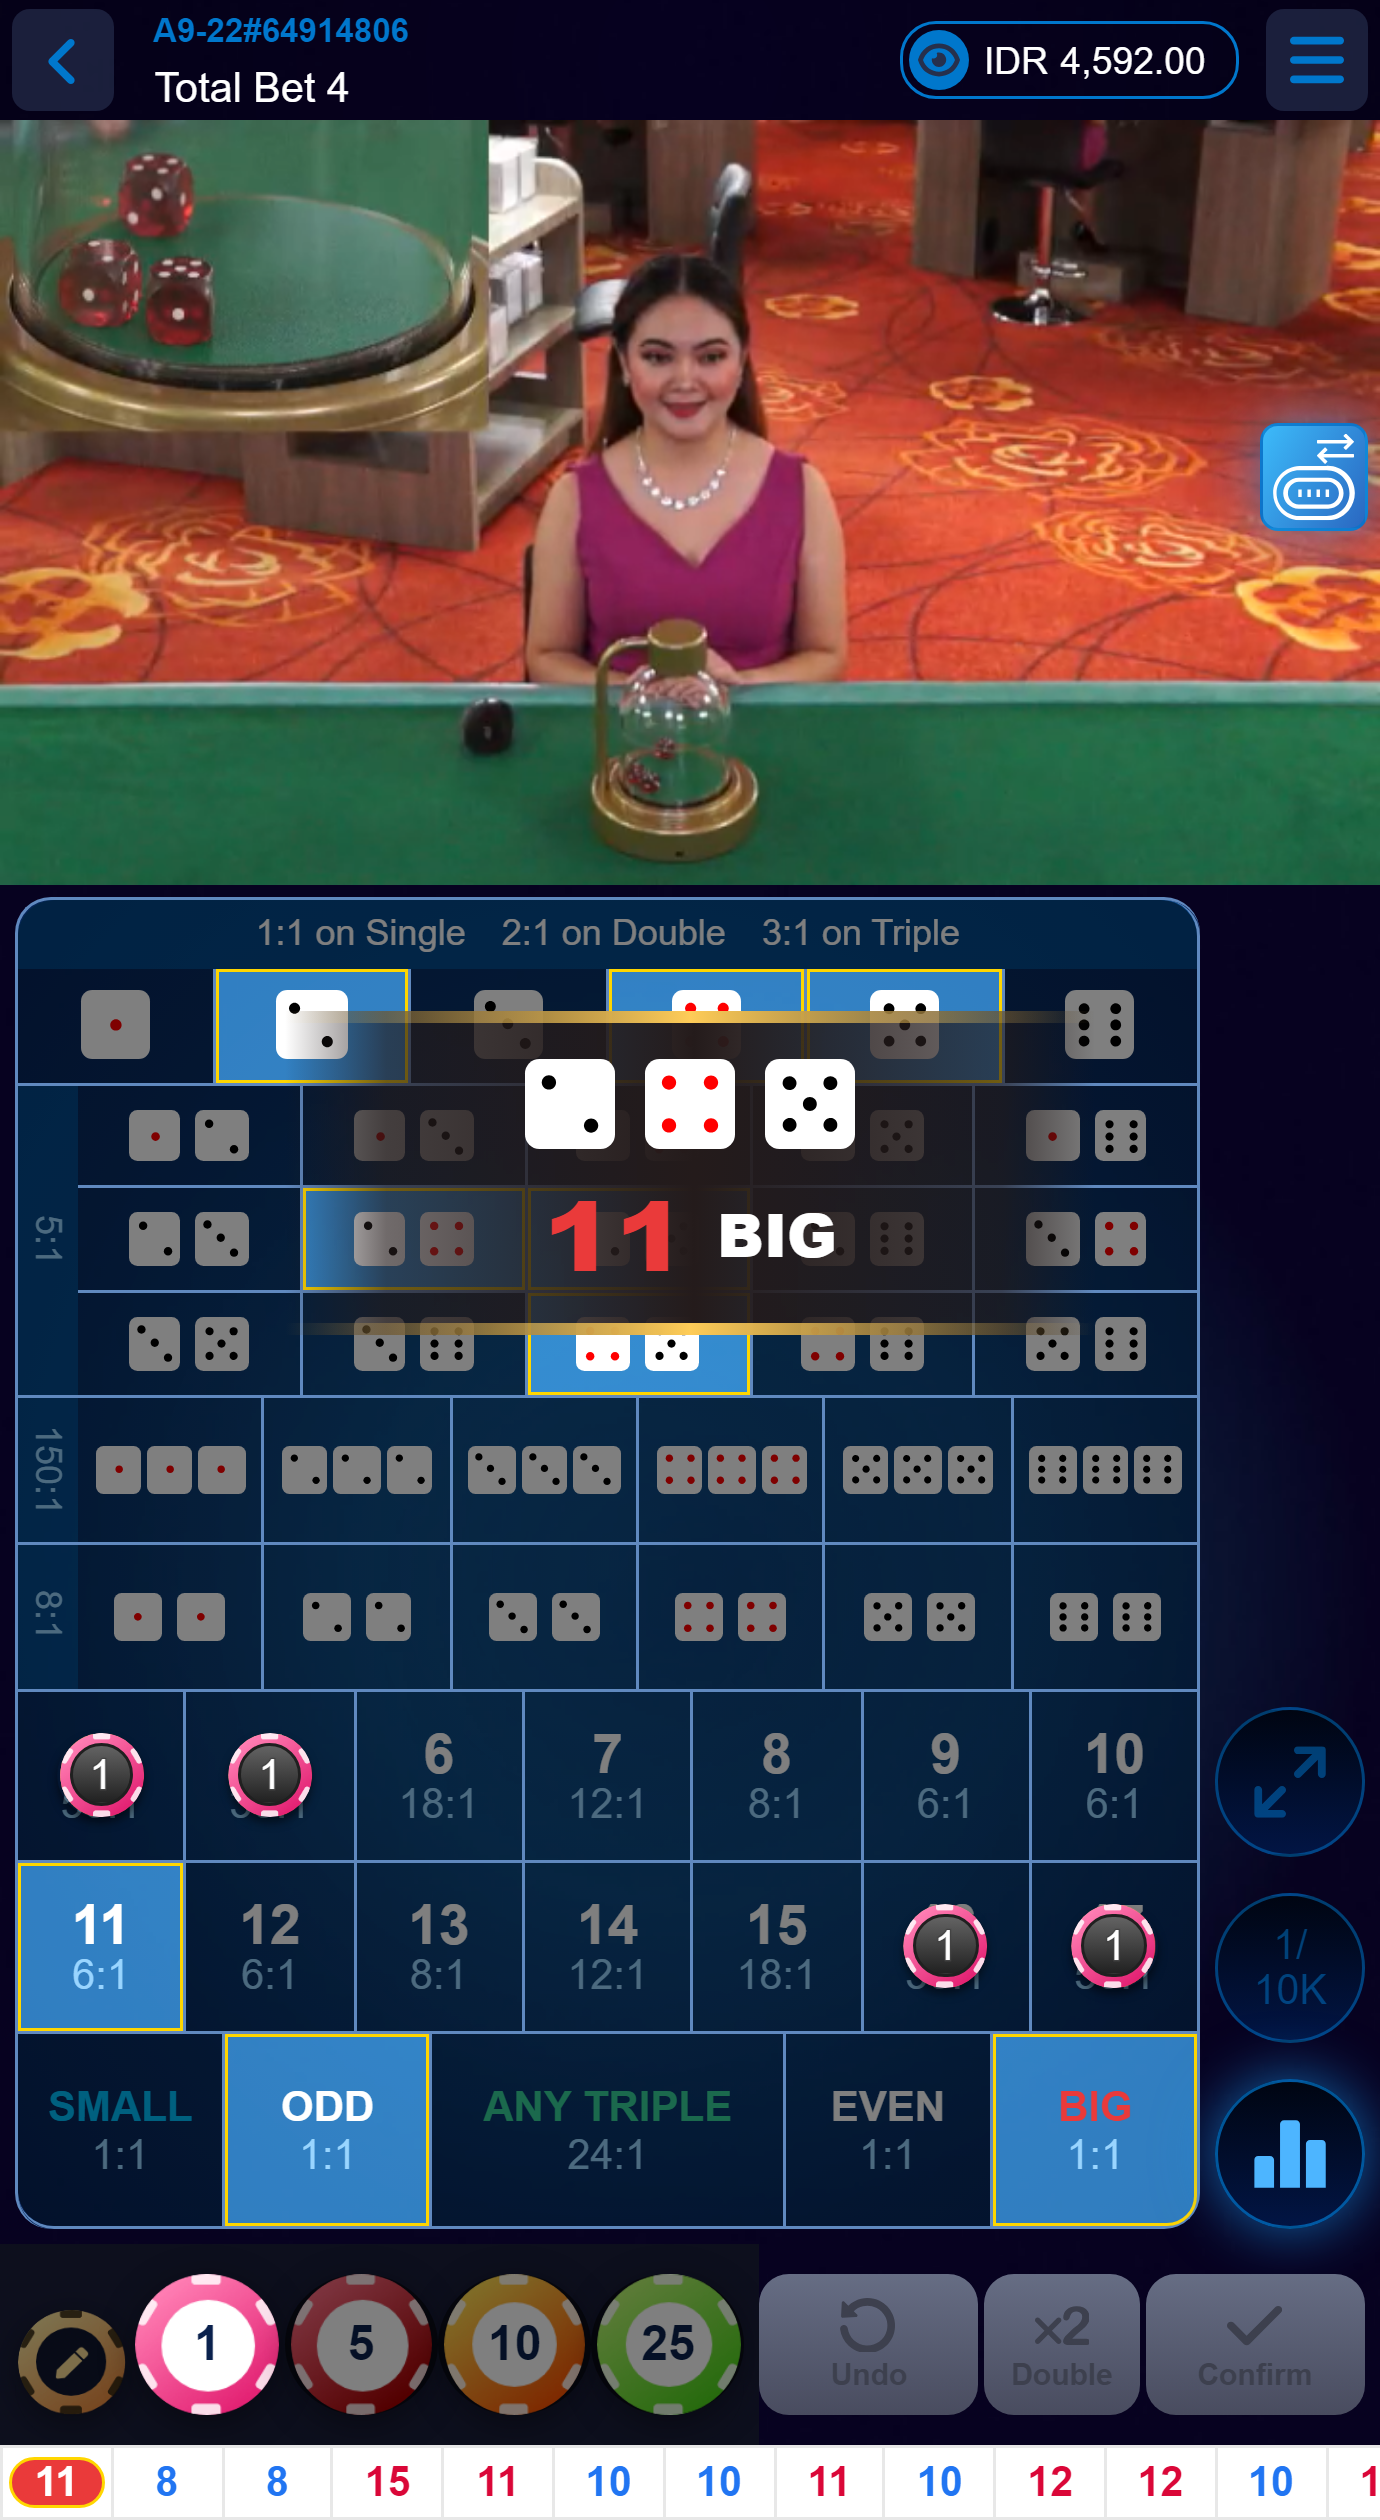 A9-22#64914806
Total Bet 4
IDR 4,592.00
1:1 on Single 2:1 on Double 3:1 on Triple
11 BIG
5:1
150:1
8:1
1 1 6 7 8 9 10
18:1 12:1 8:1 6:1 6:1
11 12 13 14 15 1 1
6:1 6:1 8:1 12:1 18:1
1/
10K
SMALL ODD ANY TRIPLE EVEN BIG
1:1 1:1 24:1 1:1 1:1
1 5 10 25
x2
Undo Double Confirm
11 8 8 15 11 10 10 11 10 12 12 10